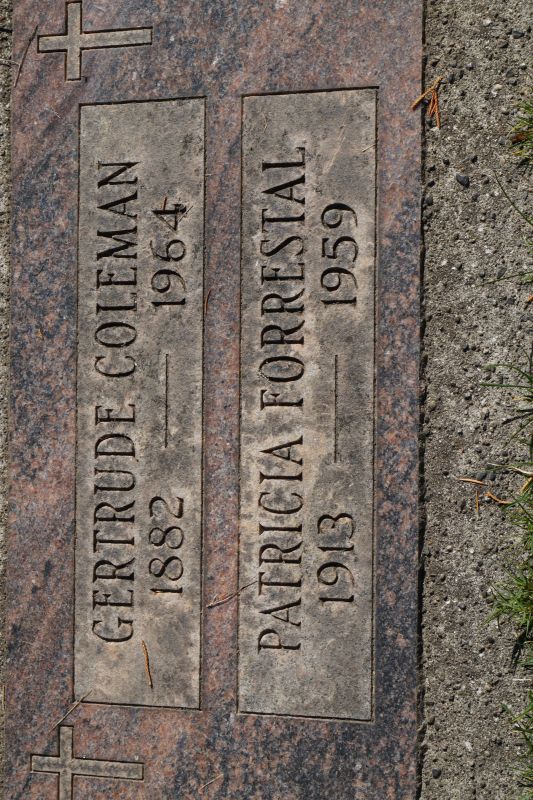 GERTRUDE COLEMAN
1882 — 1964
PATRICIA FORRESTAL
1913 — 1959